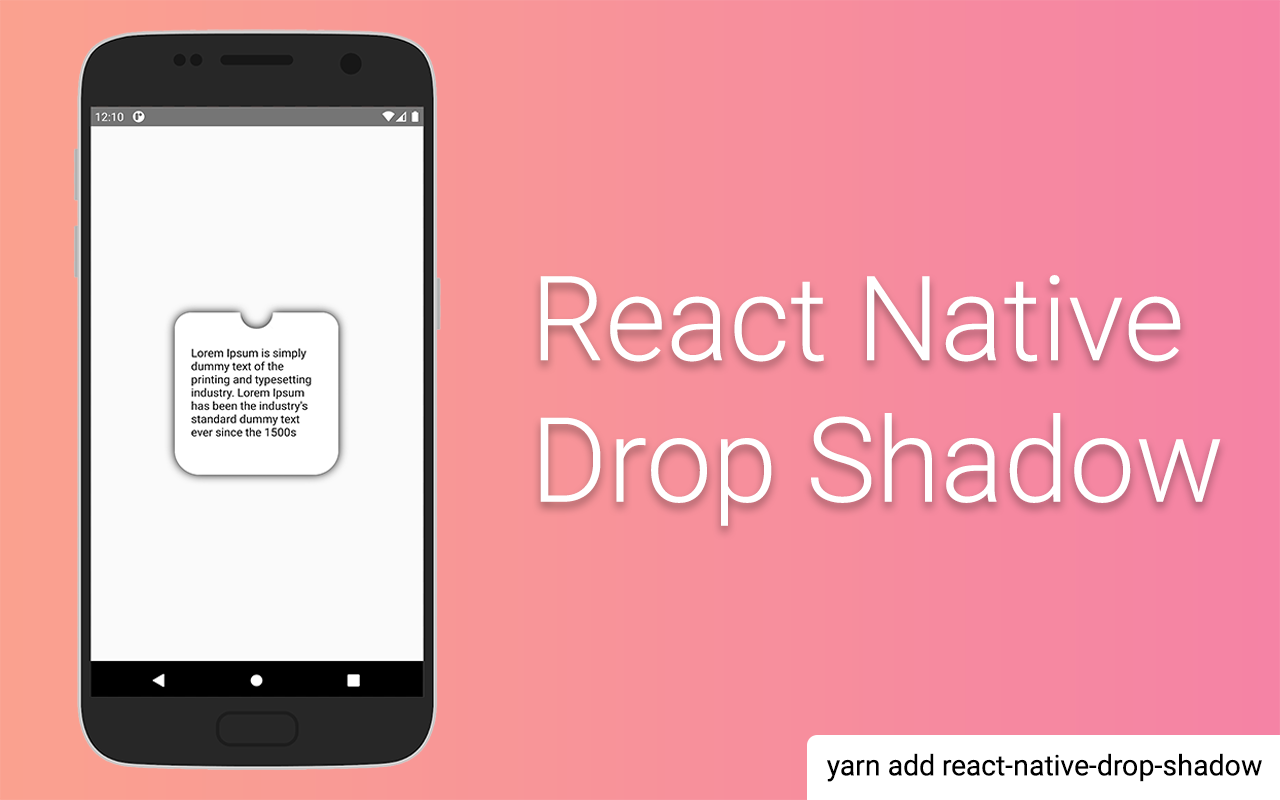 12:10
Lorem Ipsum is simply
dummy text of the
printing and typesetting
industry. Lorem Ipsum
has been the industry's
standard dummy text
ever since the 1500s
React Native
Drop Shadow
yarn add react-native-drop-shadow